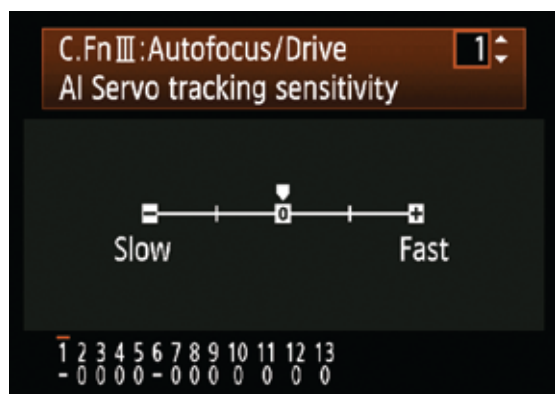 C.Fn III :Autofocus/Drive 1
AI Servo tracking sensitivity
- 0 +
Slow Fast
1 2 3 4 5 6 7 8 9 10 11 12 13
- 0 0 0 0 - 0 0 0 0 0 0 0